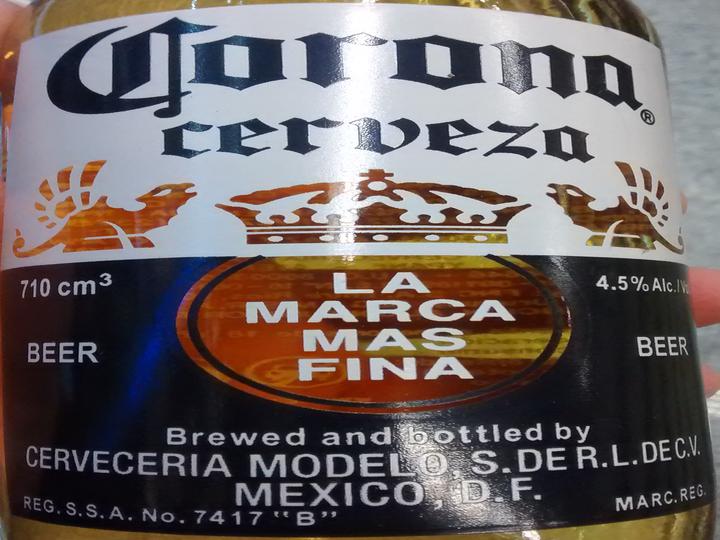 Corona®
cerveza
710 cm³ 4.5% Alc./
LA
MARCA
MAS
FINA
BEER BEER
Brewed and bottled by
CERVECERIA MODELO, S. DE R.L. DE C.V.
MEXICO, D.F.
REG. S.S.A. No. 7417 "B" MARC. REG.